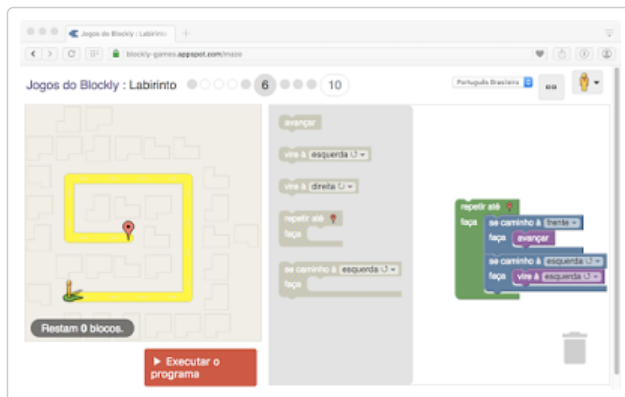 Jogos do Blockly : Labirinto
blockly-games.appspot.com/maze
Jogos do Blockly : Labirinto 6 10
Português Brasileiro
Restam 0 blocos.
Executar o
programa
avançar
vire à esquerda
vire à direita
repetir até
faça
se caminho à esquerda
faça
repetir até
faça
se caminho à frente
faça avançar
se caminho à esquerda
faça vire à esquerda